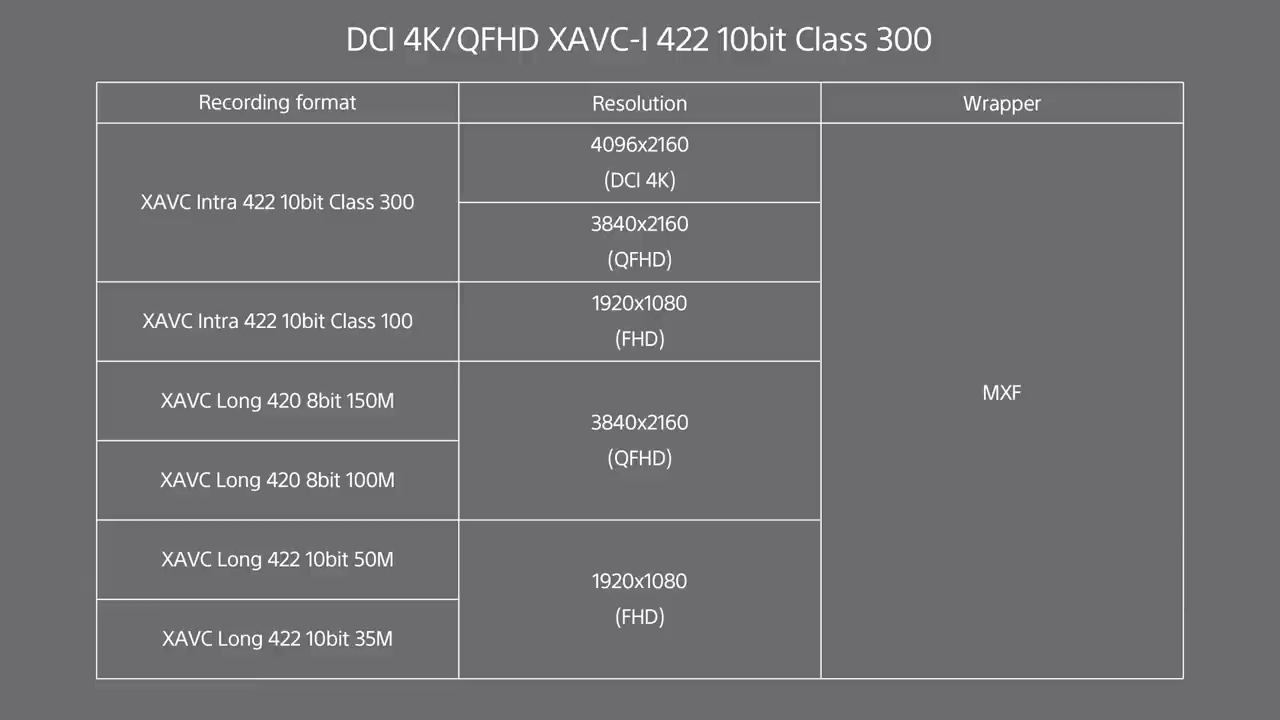 DCI 4K/QFHD XAVC-I 422 10bit Class 300
Recording format
Resolution
Wrapper
XAVC Intra 422 10bit Class 300
4096x2160
(DCI 4K)
3840x2160
(QFHD)
XAVC Intra 422 10bit Class 100
1920x1080
(FHD)
XAVC Long 420 8bit 150M
XAVC Long 420 8bit 100M
3840x2160
(QFHD)
XAVC Long 422 10bit 50M
XAVC Long 422 10bit 35M
1920x1080
(FHD)
MXF